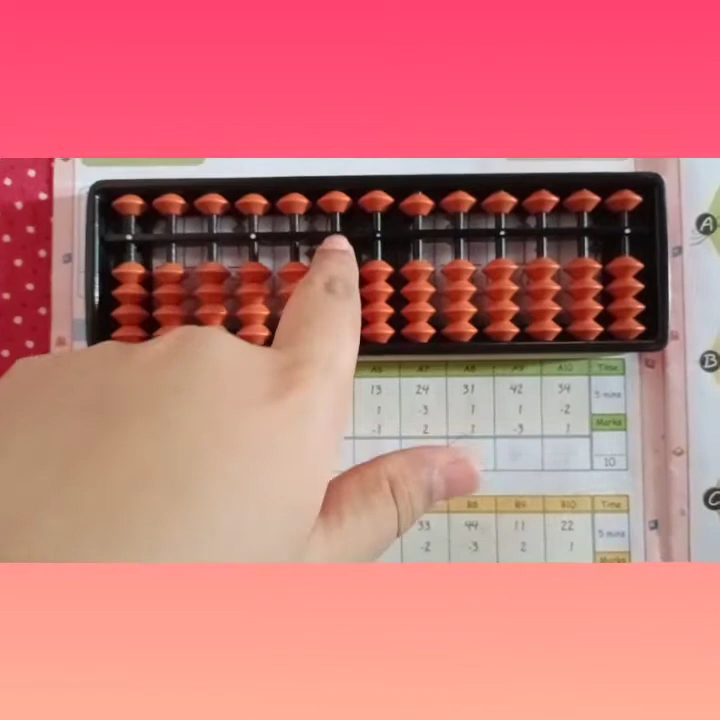 A
A6 A7 A8 A9 A10 Time
13 24 31 42 34 5 mins
1 -3 1 1 -2 Marks
-1 2 1 -3 1
10
B
B8 B9 B10 Time
33 44 11 22 5 mins
-2 -3 2 1 Marks
C